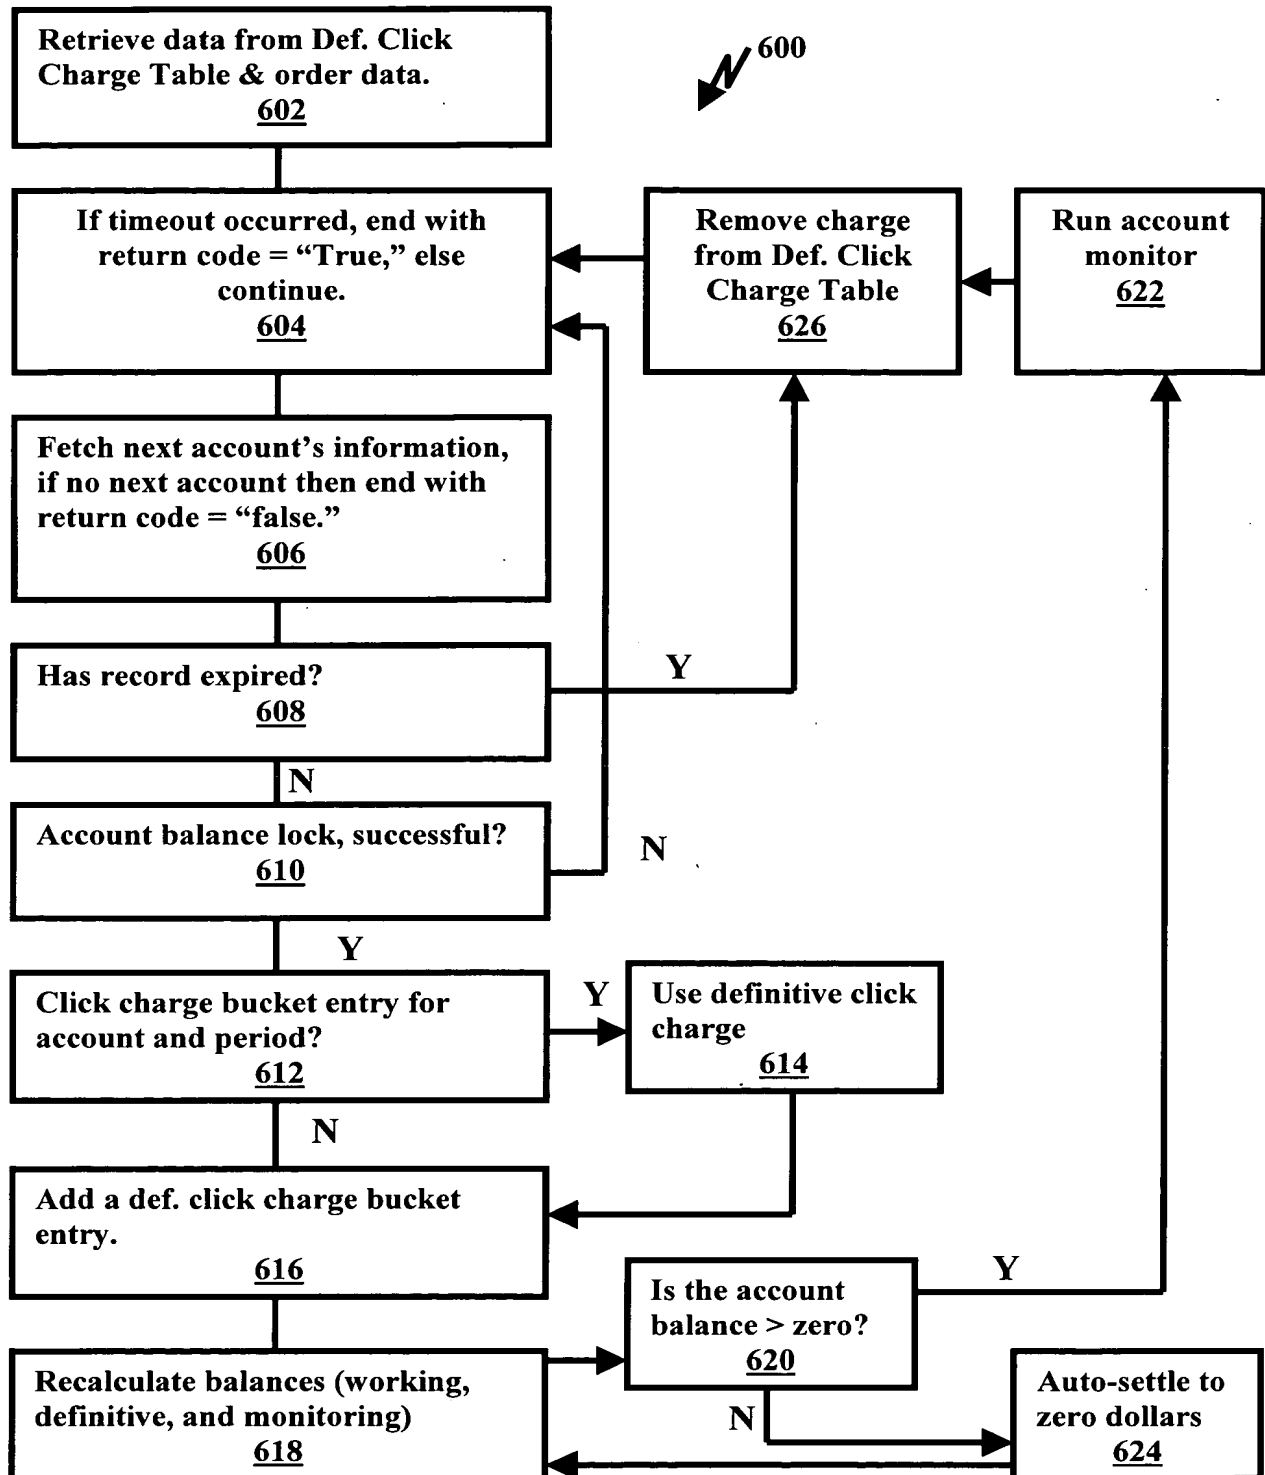 Retrieve data from Def. Click
Charge Table & order data.
602
600
If timeout occurred, end with
return code = “True,” else
continue.
604
Remove charge
from Def. Click
Charge Table
626
Run account
monitor
622
Fetch next account’s information,
if no next account then end with
return code = “false.”
606
Has record expired?
608
Y
N
Account balance lock, successful?
610
N
Y
Click charge bucket entry for
account and period?
612
Y
Use definitive click
charge
614
N
Add a def. click charge bucket
entry.
616
Is the account
balance > zero?
620
Y
N
Recalculate balances (working,
definitive, and monitoring)
618
Auto-settle to
zero dollars
624